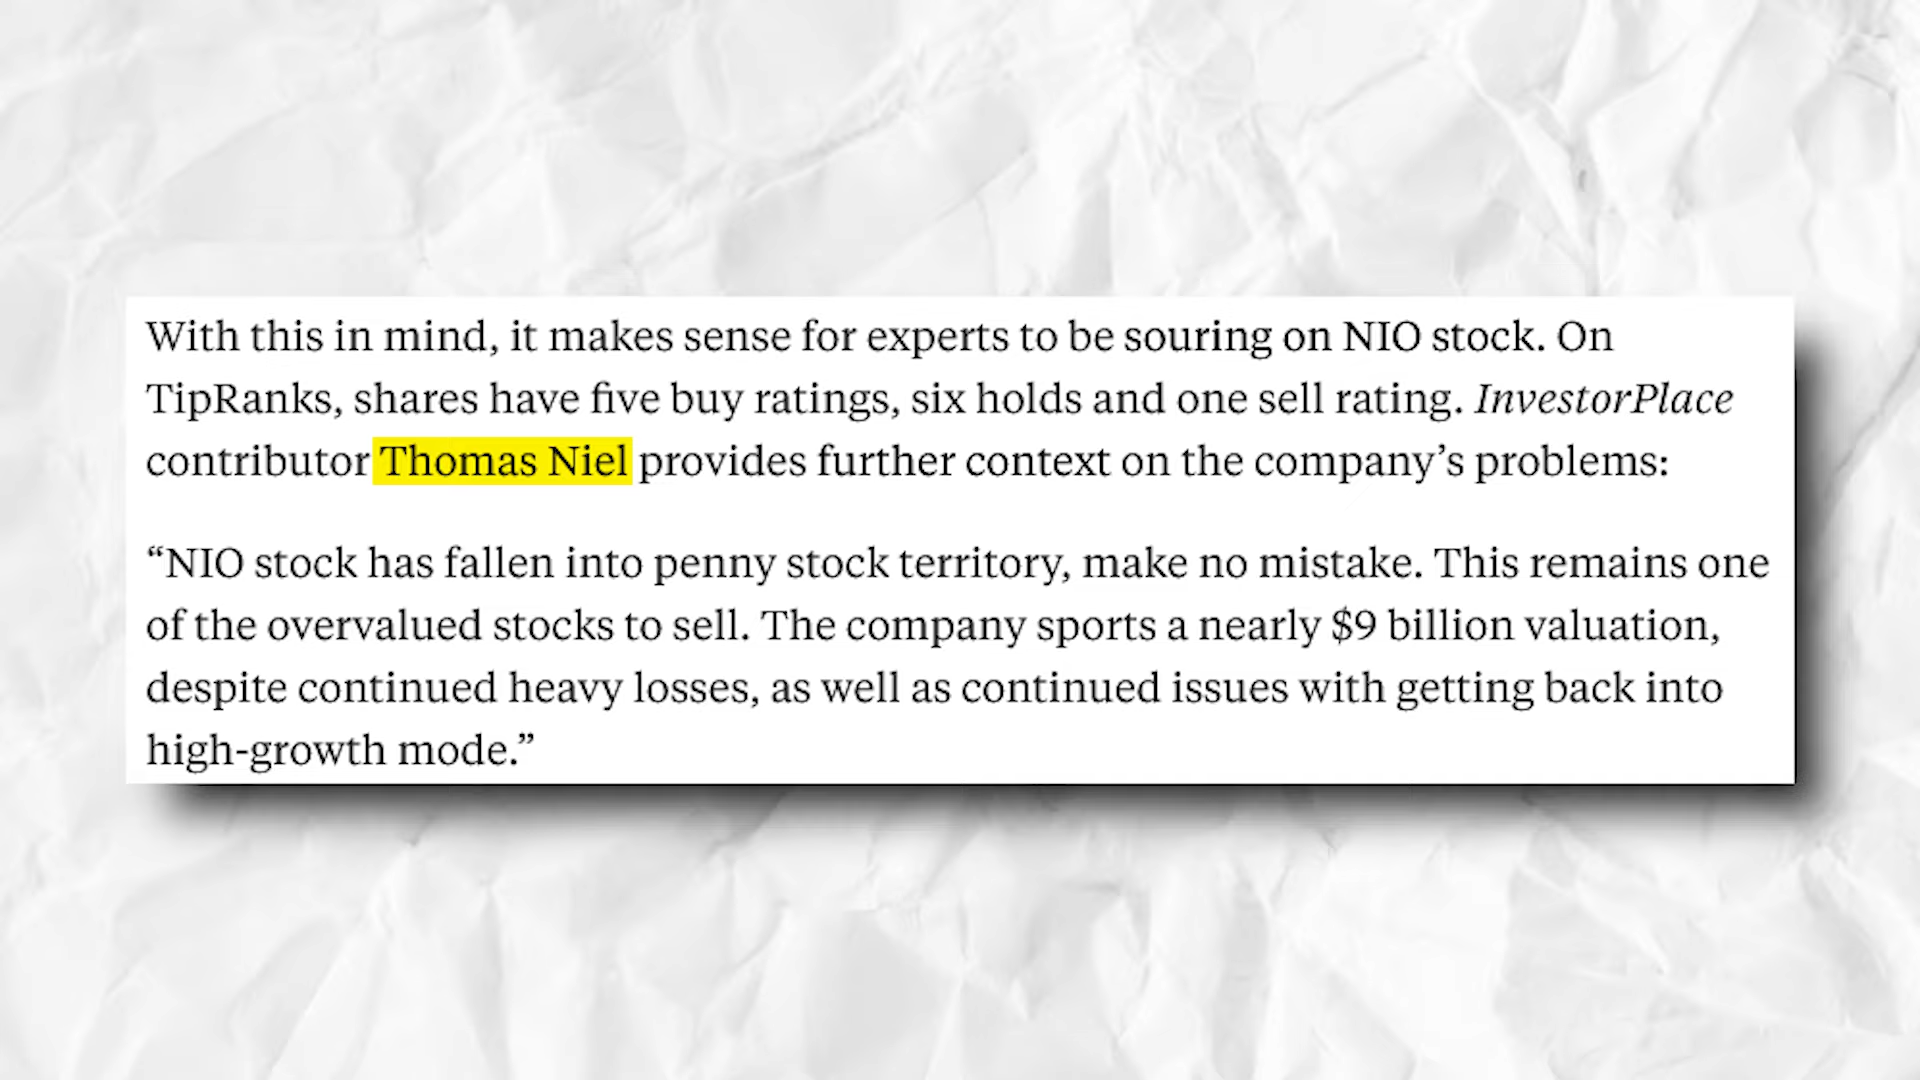 With this in mind, it makes sense for experts to be souring on NIO stock. On
TipRanks, shares have five buy ratings, six holds and one sell rating. InvestorPlace
contributor Thomas Niel provides further context on the company’s problems:
“NIO stock has fallen into penny stock territory, make no mistake. This remains one
of the overvalued stocks to sell. The company sports a nearly $9 billion valuation,
despite continued heavy losses, as well as continued issues with getting back into
high-growth mode.”